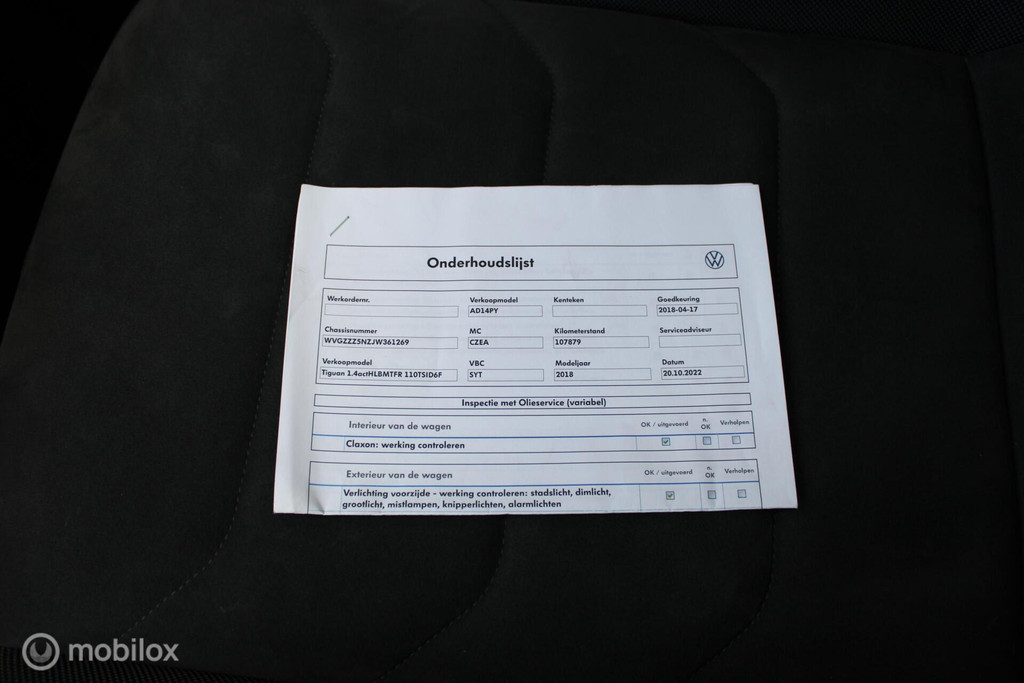 Onderhoudslijst
Werkordernr. Verkoopmodel Kenteken Goedkeuring
AD14PY 2018-04-17
Chassisnummer MC Kilometerstand Serviceadviseur
WVGZZZ5NZJW361269 CZEA 107879
Verkoopmodel VBC Modeljaar Datum
Tiguan 1.4actHLBMTFR 110TSID6F SYT 2018 20.10.2022
Inspectie met Olieservice (variabel)
Interieur van de wagen OK / uitgevoerd n. OK Verholpen
Claxon: werking controleren
Exterieur van de wagen OK / uitgevoerd n. OK Verholpen
Verlichting voorzijde - werking controleren: stadslicht, dimlicht,
grootlicht, mistlampen, knipperlichten, alarmlichten
mobilox